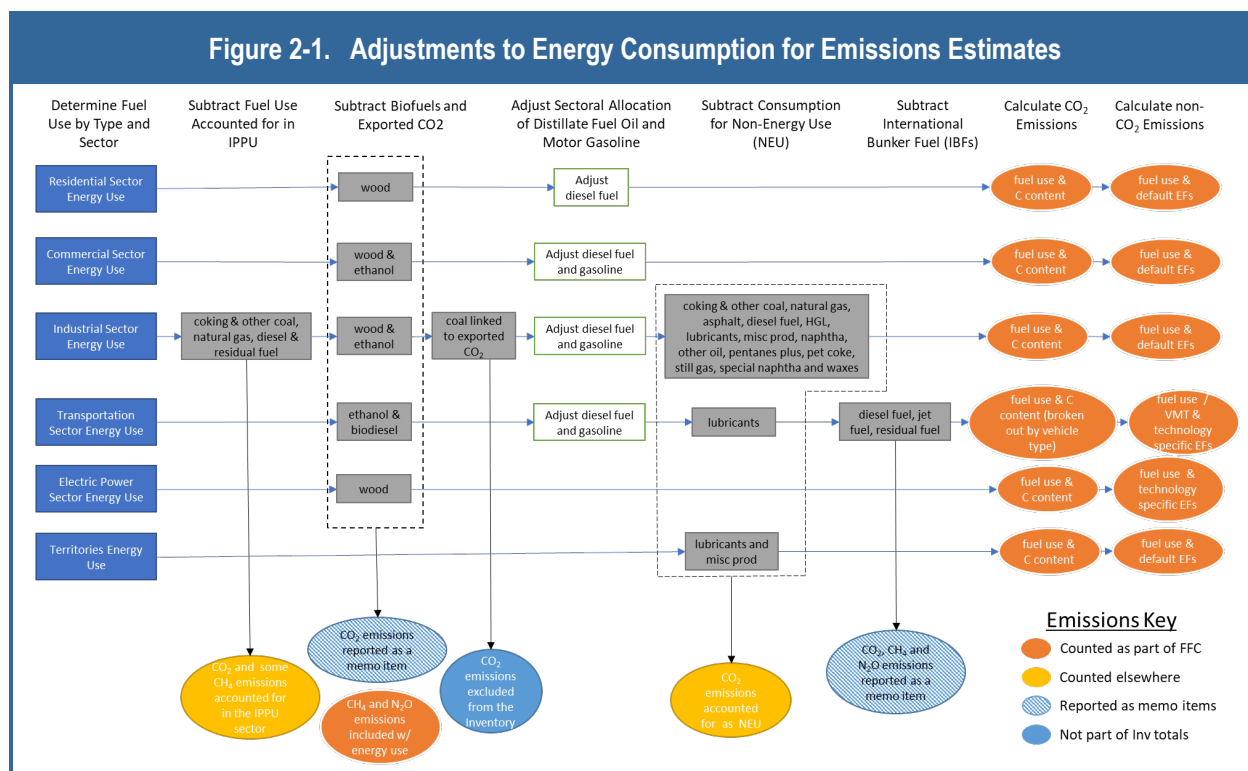 Figure 2-1. Adjustments to Energy Consumption for Emissions Estimates
Determine Fuel
Use by Type and
Sector
Subtract Fuel Use
Accounted for in
IPPU
Subtract Biofuels and
Exported CO2
Adjust Sectoral Allocation
of Distillate Fuel Oil and
Motor Gasoline
Subtract Consumption
for Non-Energy Use
(NEU)
Subtract
International
Bunker Fuel (IBFs)
Calculate CO₂
Emissions
Calculate non-
CO₂ Emissions
Residential Sector
Energy Use
wood
Adjust
diesel fuel
fuel use &
C content
fuel use &
default EFs
Commercial Sector
Energy Use
wood &
ethanol
Adjust diesel fuel
and gasoline
fuel use &
C content
fuel use &
default EFs
Industrial Sector
Energy Use
coking & other coal,
natural gas, diesel &
residual fuel
wood &
ethanol
coal linked
to exported
CO₂
Adjust diesel fuel
and gasoline
coking & other coal, natural gas,
asphalt, diesel fuel, HGL,
lubricants, misc prod, naphtha,
other oil, pentanes plus, pet coke,
still gas, special naphtha and waxes
fuel use &
C content
fuel use &
default EFs
Transportation
Sector Energy Use
ethanol &
biodiesel
Adjust diesel fuel
and gasoline
lubricants
diesel fuel, jet
fuel, residual fuel
fuel use & C
content (broken
out by vehicle
type)
fuel use /
VMT &
technology
specific EFs
Electric Power
Sector Energy Use
wood
fuel use &
C content
fuel use &
technology
specific EFs
Territories Energy
Use
lubricants and
misc prod
fuel use &
C content
fuel use &
default EFs
CO₂ and some
CH₄ emissions
accounted for
in the IPPU
sector
CO₂ emissions
reported as a
memo item
CH₄ and N₂O
emissions
included w/
energy use
CO₂
emissions
excluded
from the
Inventory
CO₂
emissions
accounted
for as NEU
CO₂, CH₄ and
N₂O emissions
reported as a
memo item
Emissions Key
Counted as part of FFC
Counted elsewhere
Reported as memo items
Not part of Inv totals